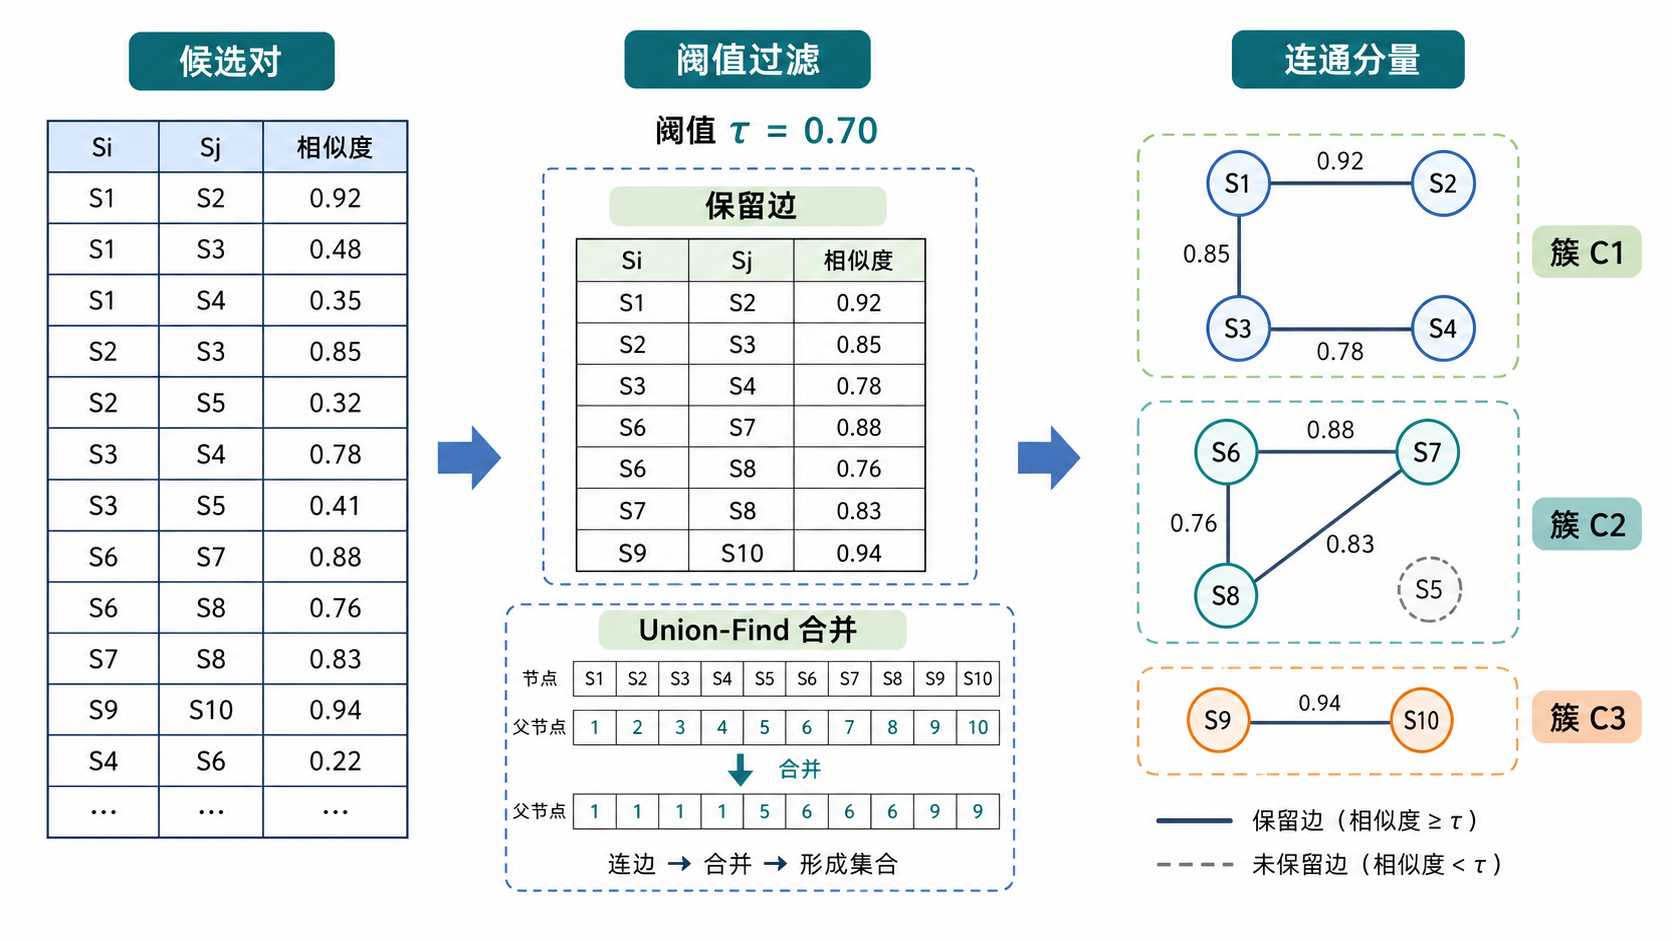 候选对
Si Sj 相似度
S1 S2 0.92
S1 S3 0.48
S1 S4 0.35
S2 S3 0.85
S2 S5 0.32
S3 S4 0.78
S3 S5 0.41
S6 S7 0.88
S6 S8 0.76
S7 S8 0.83
S9 S10 0.94
S4 S6 0.22
... ... ...
阀值过滤
阀值 τ = 0.70
保留边
Si Sj 相似度
S1 S2 0.92
S2 S3 0.85
S3 S4 0.78
S6 S7 0.88
S6 S8 0.76
S7 S8 0.83
S9 S10 0.94
Union-Find 合并
节点 S1 S2 S3 S4 S5 S6 S7 S8 S9 S10
父节点 1 2 3 4 5 6 7 8 9 10
合并
父节点 1 1 1 1 5 6 6 6 9 9
连边 → 合并 → 形成集合
连通分量
S1 0.92 S2
0.85
S3 0.78 S4
簇 C1
S6 0.88 S7
0.76 0.83
S8 S5
簇 C2
S9 0.94 S10
簇 C3
保留边（相似度 ≥ τ）
未保留边（相似度 < τ）